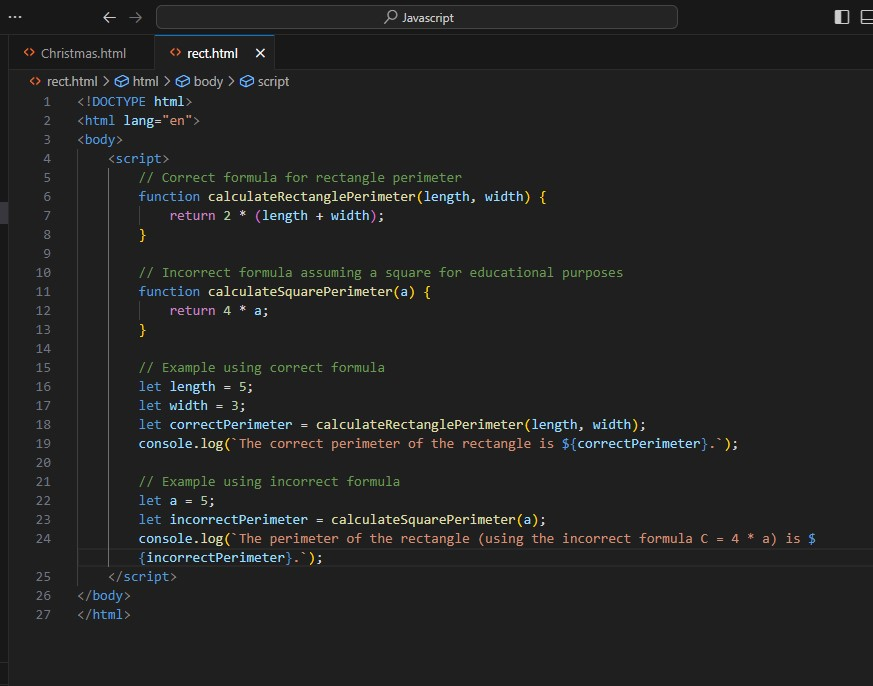 Javascript
Christmas.html
rect.html
rect.html > html > body > script
1 <!DOCTYPE html>
2 <html lang="en">
3 <body>
4     <script>
5         // Correct formula for rectangle perimeter
6         function calculateRectanglePerimeter(length, width) {
7             return 2 * (length + width);
8         }
9
10         // Incorrect formula assuming a square for educational purposes
11         function calculateSquarePerimeter(a) {
12             return 4 * a;
13         }
14
15         // Example using correct formula
16         let length = 5;
17         let width = 3;
18         let correctPerimeter = calculateRectanglePerimeter(length, width);
19         console.log(`The correct perimeter of the rectangle is ${correctPerimeter}.`);
20
21         // Example using incorrect formula
22         let a = 5;
23         let incorrectPerimeter = calculateSquarePerimeter(a);
24         console.log(`The perimeter of the rectangle (using the incorrect formula C = 4 * a) is $
{incorrectPerimeter}.`);
25     </script>
26 </body>
27 </html>